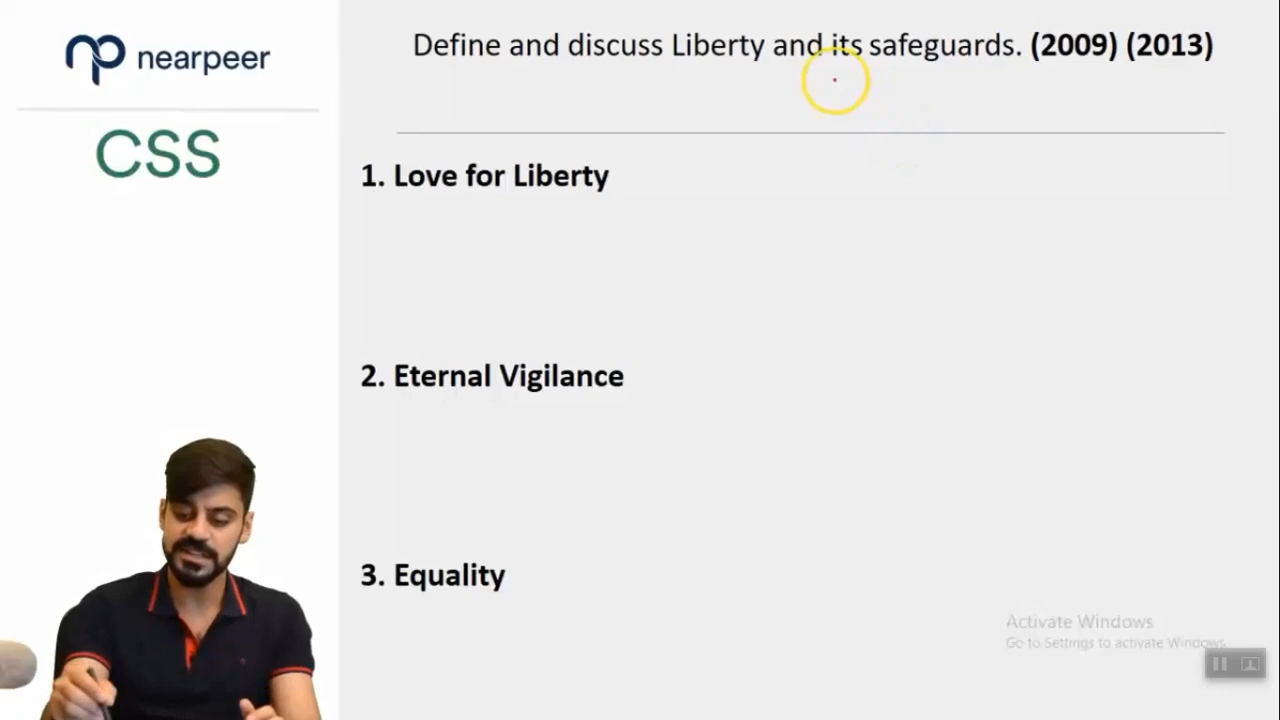 nearpeer
CSS
Define and discuss Liberty and its safeguards. (2009) (2013)
1. Love for Liberty
2. Eternal Vigilance
3. Equality
Activate Windows
Go to Settings to activate Windows.